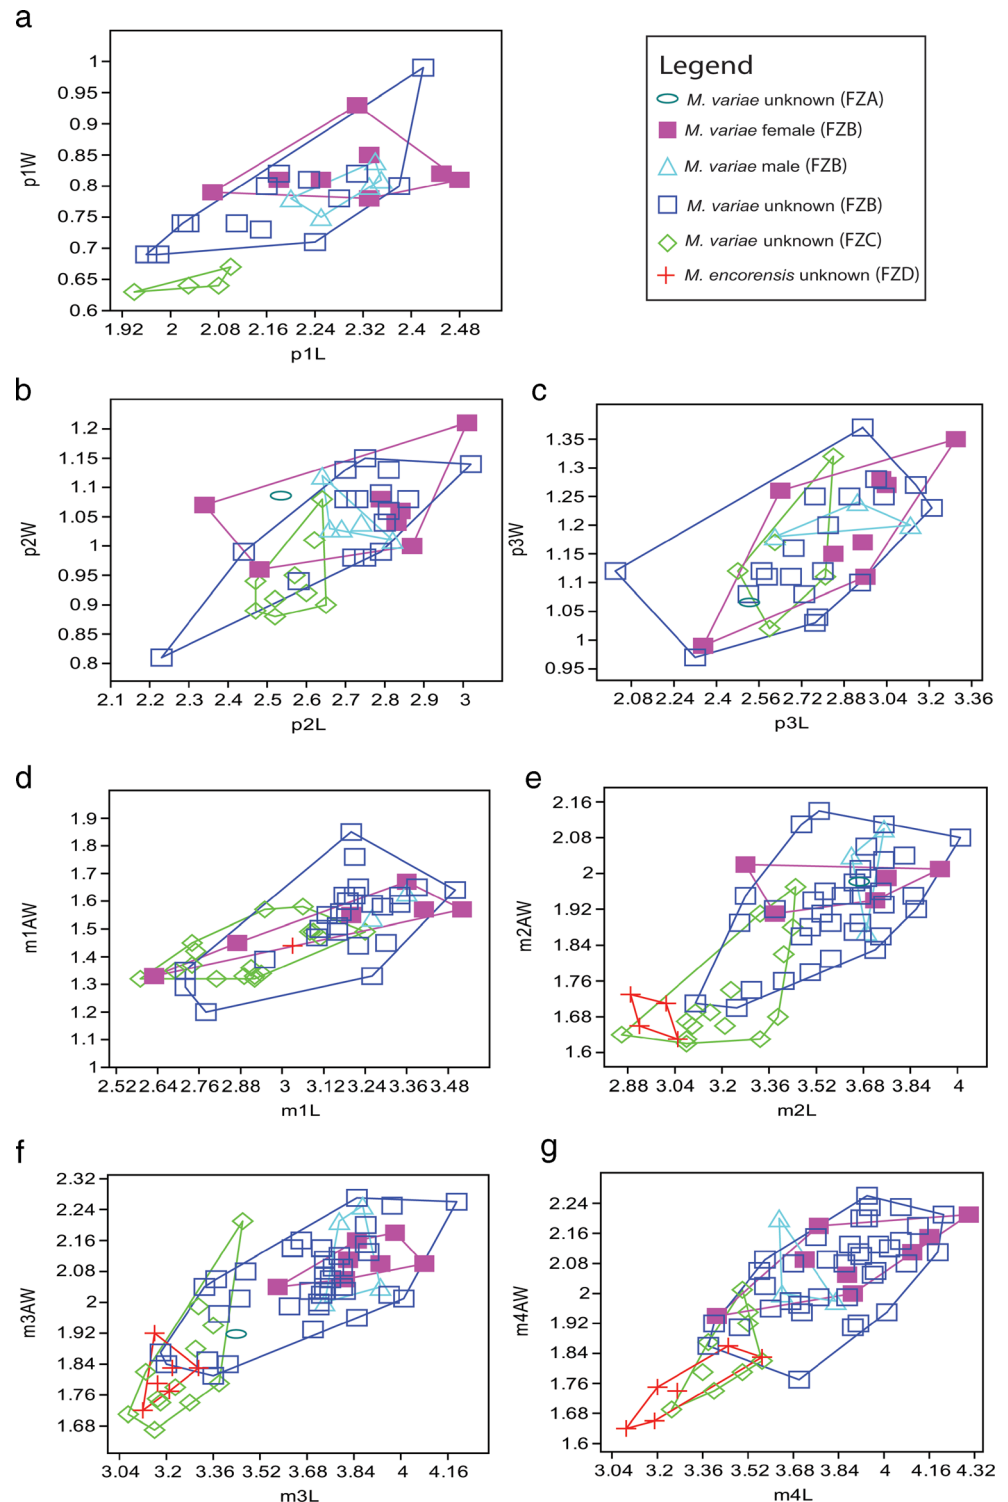 a
1
0.95
0.9
0.85
0.8
0.75
0.7
0.65
0.6
p1W
1.92 2 2.08 2.16 2.24 2.32 2.4 2.48
p1L
Legend
M. variae unknown (FZA)
M. variae female (FZB)
M. variae male (FZB)
M. variae unknown (FZB)
M. variae unknown (FZC)
M. encorensis unknown (FZD)
b
1.2
1.15
1.1
1.05
1
0.95
0.9
0.85
0.8
p2W
2.1 2.2 2.3 2.4 2.5 2.6 2.7 2.8 2.9 3
p2L
c
1.35
1.3
1.25
1.2
1.15
1.1
1.05
1
0.95
p3W
2.08 2.24 2.4 2.56 2.72 2.88 3.04 3.2 3.36
p3L
d
1.9
1.8
1.7
1.6
1.5
1.4
1.3
1.2
1.1
1
m1AW
2.52 2.64 2.76 2.88 3 3.12 3.24 3.36 3.48
m1L
e
2.16
2.08
2
1.92
1.84
1.76
1.68
1.6
m2AW
2.88 3.04 3.2 3.36 3.52 3.68 3.84 4
m2L
f
2.32
2.24
2.16
2.08
2
1.92
1.84
1.76
1.68
m3AW
3.04 3.2 3.36 3.52 3.68 3.84 4 4.16
m3L
g
2.24
2.16
2.08
2
1.92
1.84
1.76
1.68
1.6
m4AW
3.04 3.2 3.36 3.52 3.68 3.84 4 4.16 4.32
m4L